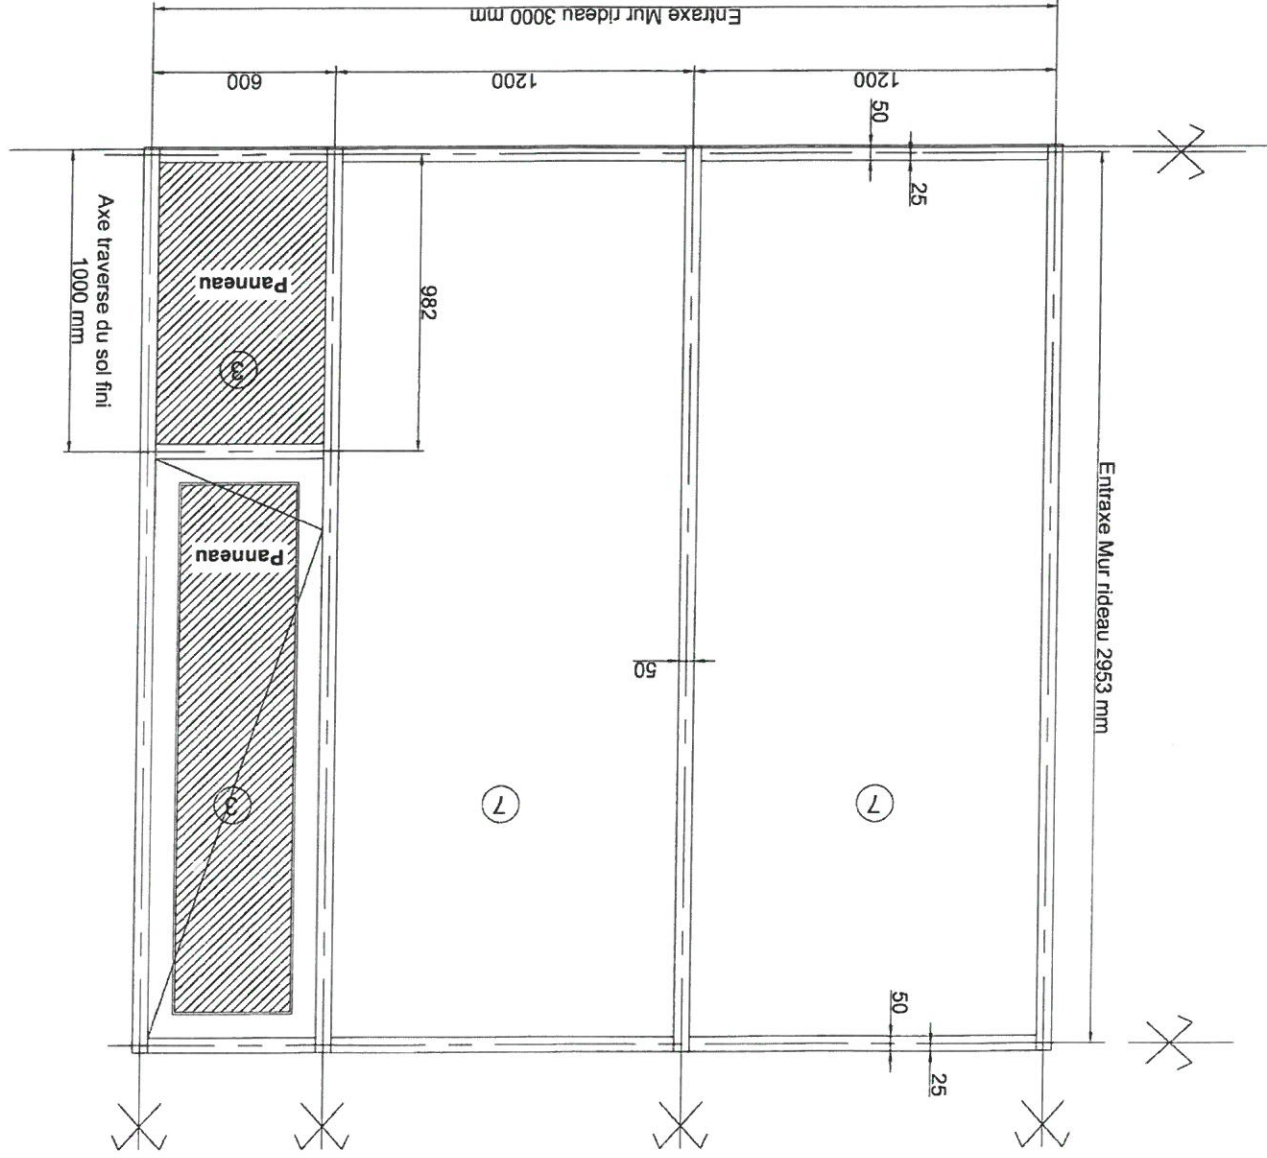 25
50
7
7
3
50
Entraxe Mur rideau 2953 mm
Panneau
3
982
Panneau
Axe traverse du sol fini
1000 mm
25
50
1200
1200
600
Entraxe Mur rideau 3000 mm